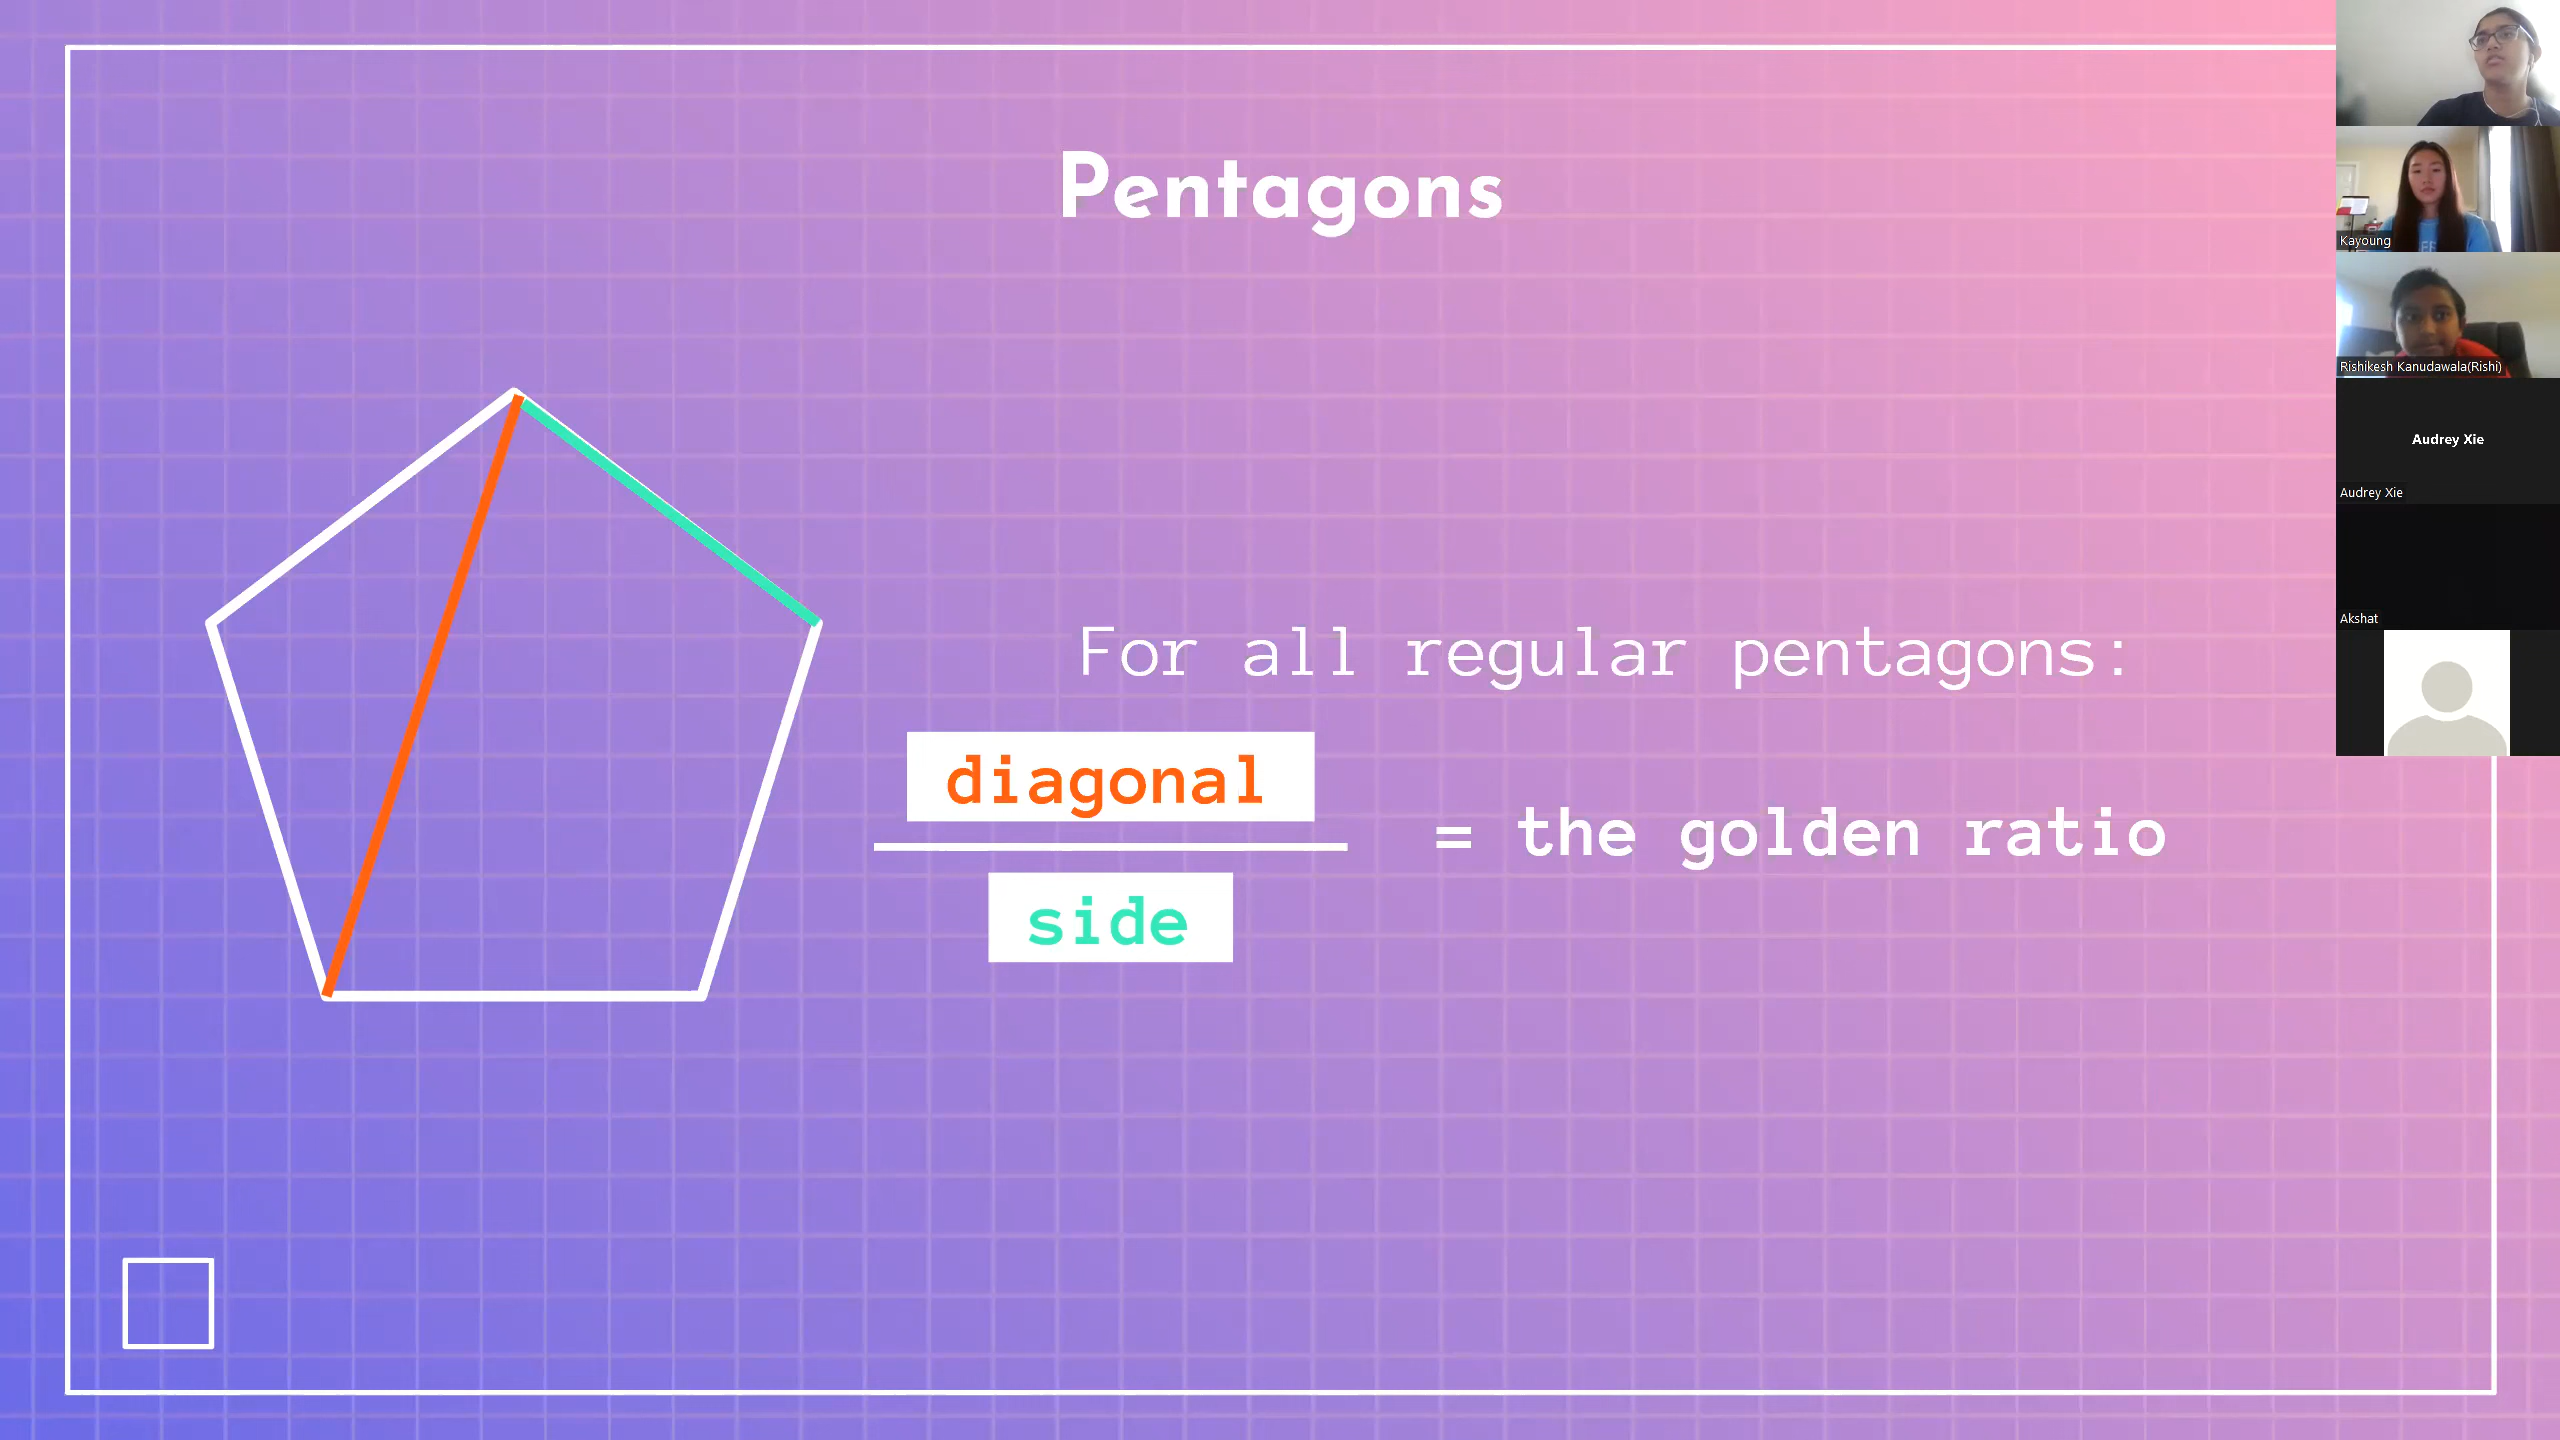 Pentagons
For all regular pentagons:
diagonal
= the golden ratio
side
Kayoung
Rishikesh Kanudawala(Rishi)
Audrey Xie
Audrey Xie
Akshat